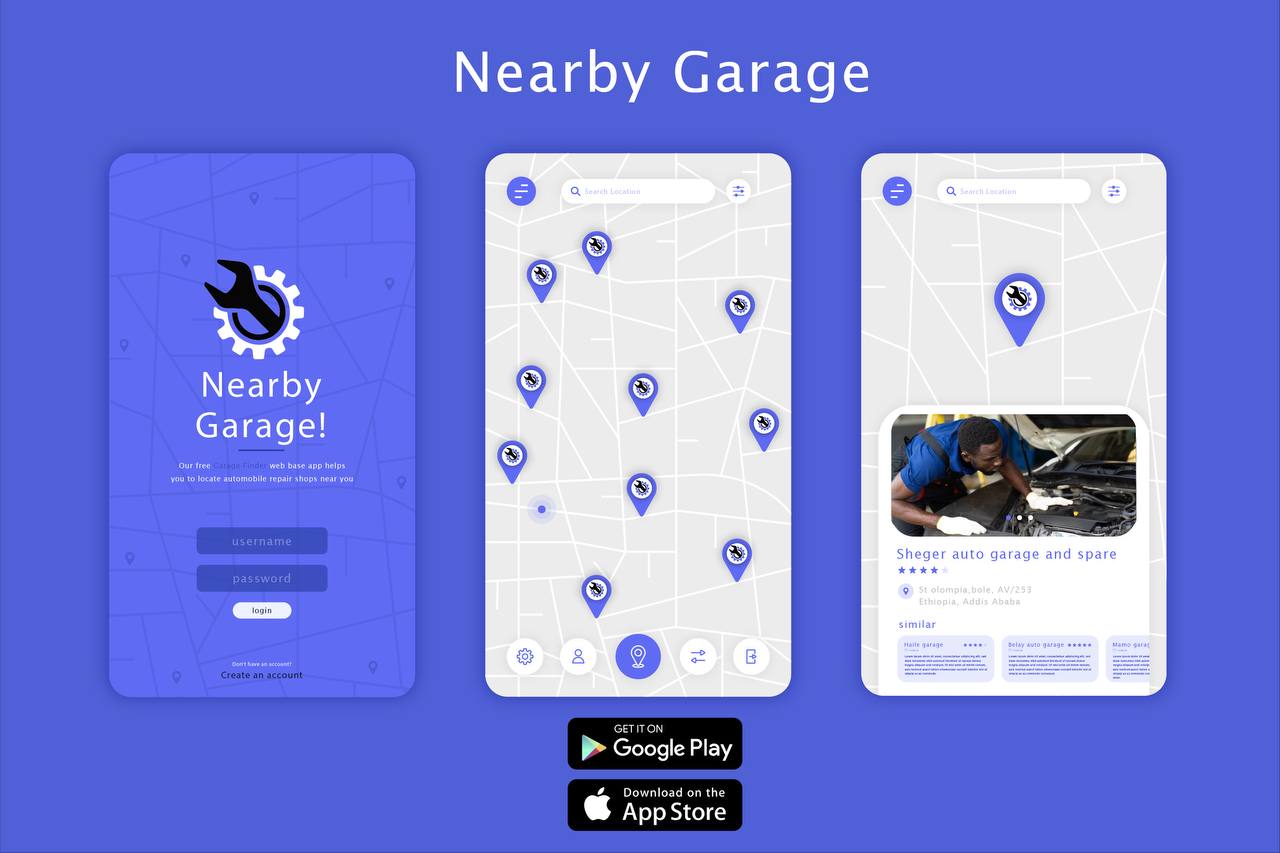 Nearby Garage
Nearby
Garage!
Our free Garage Finder web base app helps
you to locate automobile repair shops near you
username
password
login
Don't have an account?
Create an account
Search Location
Search Location
Sheger auto garage and spare
St olompia,bole, AV/253
Ethiopia, Addis Ababa
similar
Haile garage
Belay auto garage
Mamo garag
GET IT ON
Google Play
Download on the
App Store